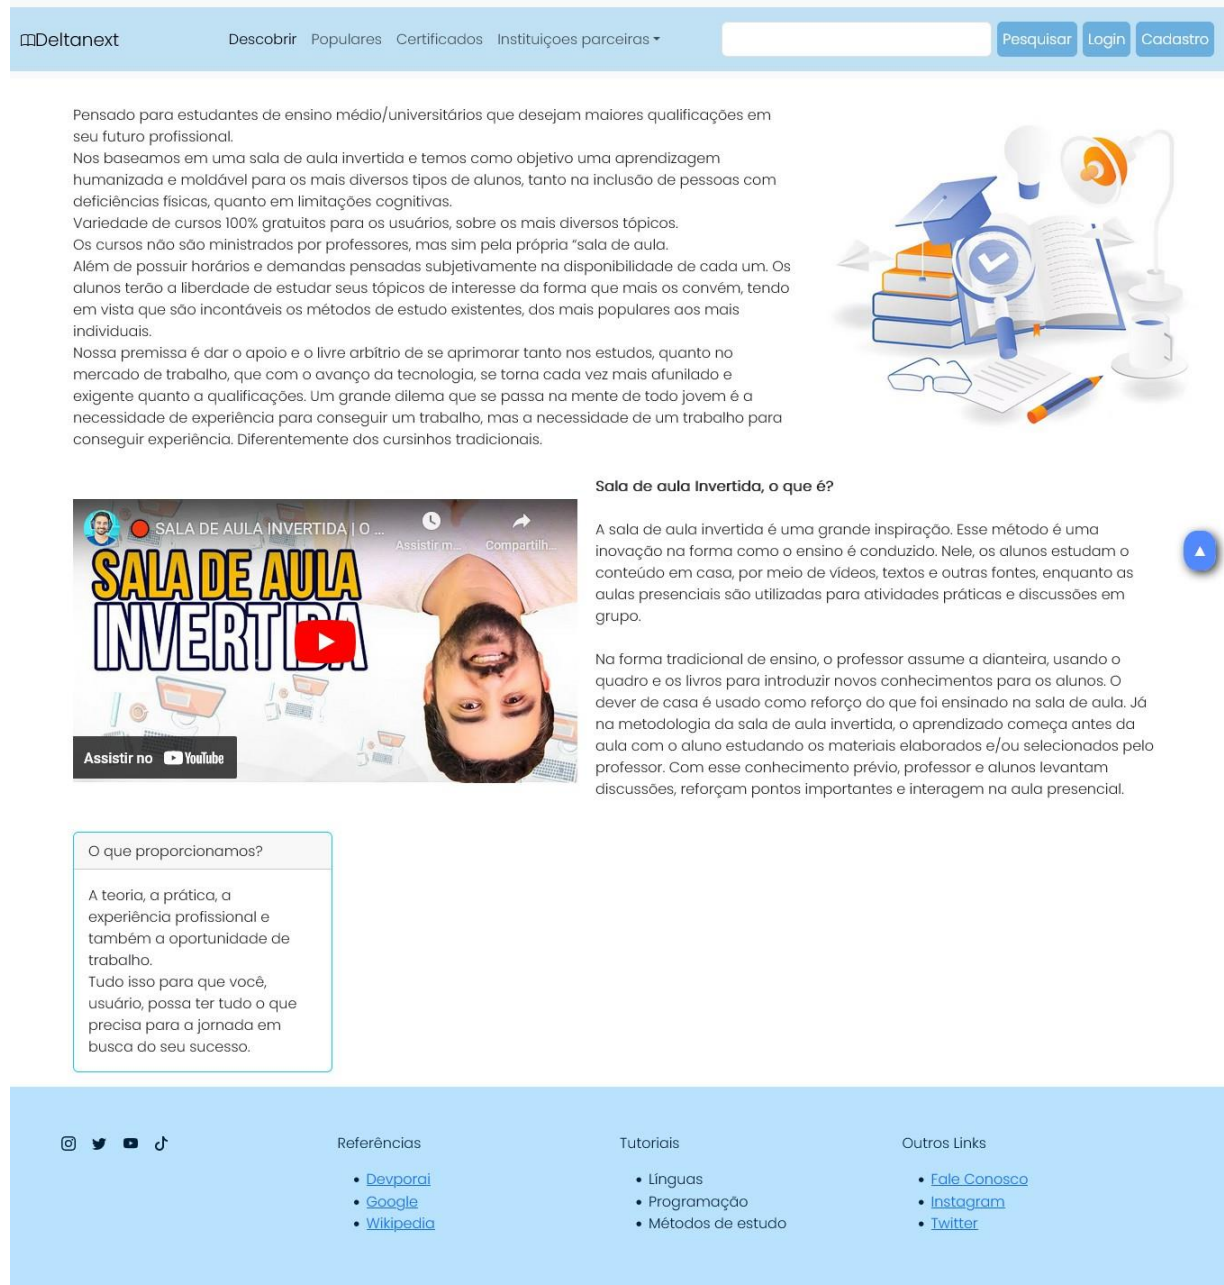 Deltanext
Descobrir Populares Certificados Instituiçoes parceiras
Pesquisar Login Cadastro
Pensado para estudantes de ensino médio/universitários que desejam maiores qualificações em
seu futuro profissional.
Nos baseamos em uma sala de aula invertida e temos como objetivo uma aprendizagem
humanizada e moldável para os mais diversos tipos de alunos, tanto na inclusão de pessoas com
deficiências físicas, quanto em limitações cognitivas.
Variedade de cursos 100% gratuitos para os usuários, sobre os mais diversos tópicos.
Os cursos não são ministrados por professores, mas sim pela própria "sala de aula.
Além de possuir horários e demandas pensadas subjetivamente na disponibilidade de cada um. Os
alunos terão a liberdade de estudar seus tópicos de interesse da forma que mais os convém, tendo
em vista que são incontáveis os métodos de estudo existentes, dos mais populares aos mais
individuais.
Nossa premissa é dar o apoio e o livre arbítrio de se aprimorar tanto nos estudos, quanto no
mercado de trabalho, que com o avanço da tecnologia, se torna cada vez mais afunilado e
exigente quanto a qualificações. Um grande dilema que se passa na mente de todo jovem é a
necessidade de experiência para conseguir um trabalho, mas a necessidade de um trabalho para
conseguir experiência. Diferentemente dos cursinhos tradicionais.
SALA DE AULA INVERTIDA | O ...
Assistir m...
Compartilh...
SALA DE AULA
INVERTIDA
Assistir no YouTube
Sala de aula Invertida, o que é?
A sala de aula invertida é uma grande inspiração. Esse método é uma
inovação na forma como o ensino é conduzido. Nele, os alunos estudam o
conteúdo em casa, por meio de vídeos, textos e outras fontes, enquanto as
aulas presenciais são utilizadas para atividades práticas e discussões em
grupo.
Na forma tradicional de ensino, o professor assume a dianteira, usando o
quadro e os livros para introduzir novos conhecimentos para os alunos. O
dever de casa é usado como reforço do que foi ensinado na sala de aula. Já
na metodologia da sala de aula invertida, o aprendizado começa antes da
aula com o aluno estudando os materiais elaborados e/ou selecionados pelo
professor. Com esse conhecimento prévio, professor e alunos levantam
discussões, reforçam pontos importantes e interagem na aula presencial.
O que proporcionamos?
A teoria, a prática, a
experiência profissional e
também a oportunidade de
trabalho.
Tudo isso para que você,
usuário, possa ter tudo o que
precisa para a jornada em
busca do seu sucesso.
Referências
Devporai
Google
Wikipedia
Tutoriais
Línguas
Programação
Métodos de estudo
Outros Links
Fale Conosco
Instagram
Twitter